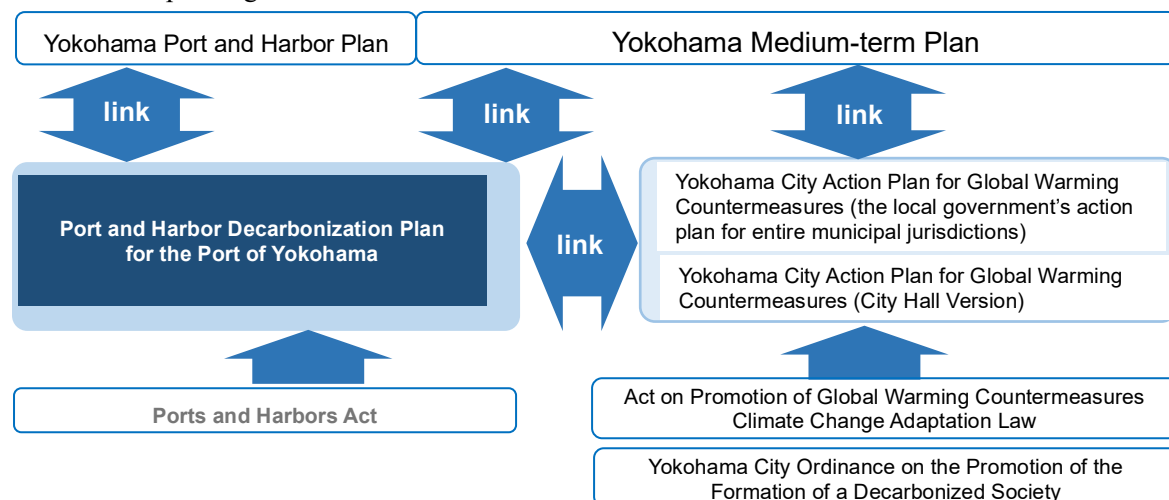 Yokohama Port and Harbor Plan
Yokohama Medium-term Plan
link
link
link
Port and Harbor Decarbonization Plan
for the Port of Yokohama
link
Yokohama City Action Plan for Global Warming
Countermeasures (the local government’s action
plan for entire municipal jurisdictions)
Yokohama City Action Plan for Global Warming
Countermeasures (City Hall Version)
Ports and Harbors Act
Act on Promotion of Global Warming Countermeasures
Climate Change Adaptation Law
Yokohama City Ordinance on the Promotion of the
Formation of a Decarbonized Society